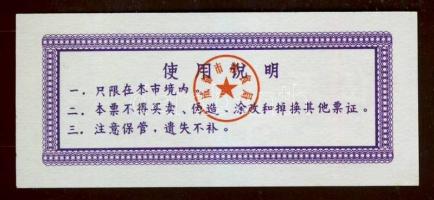 使用说明
一．只限在本市境内
二．本票不得买卖、伪造、涂改和掉换其他票证。
三．注意保管，遗失不补。